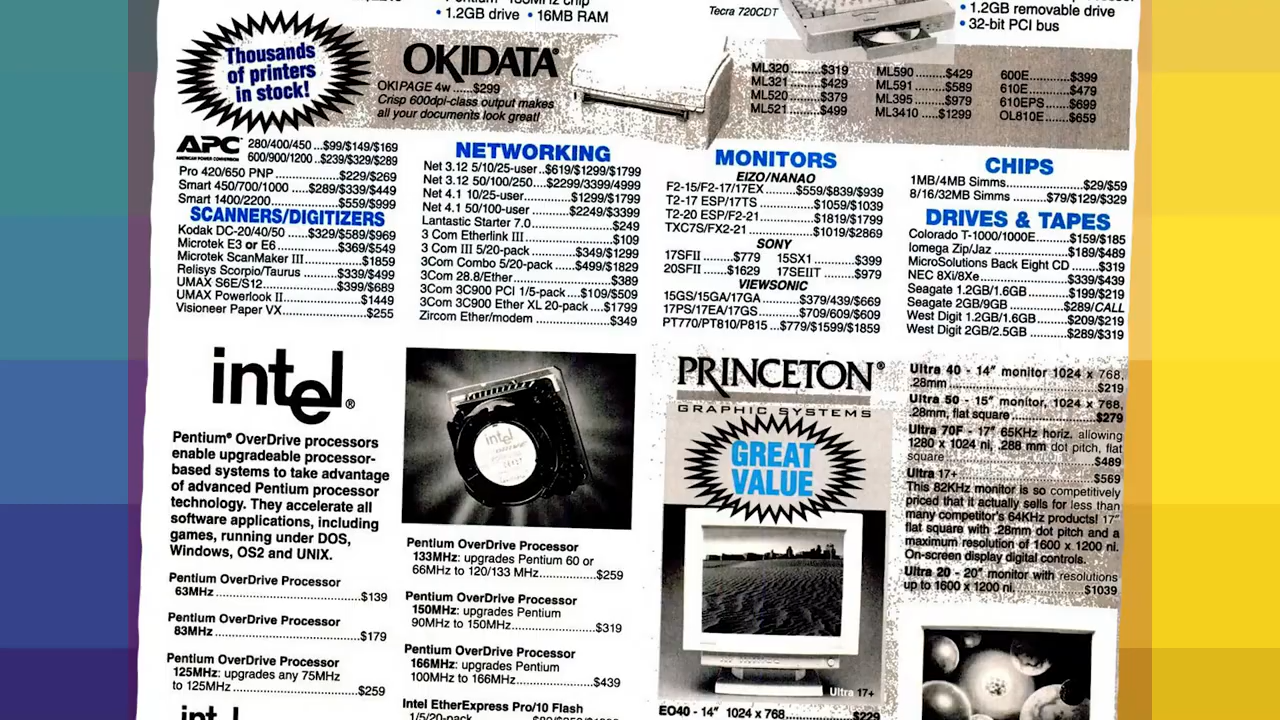 • 1.2GB drive • 16MB RAM
Tecra 720CDT
• 1.2GB removable drive
• 32-bit PCI bus
Thousands
of printers
in stock!
OKIDATA®
OKIPAGE 4w ......$299
Crisp 600dpi-class output makes
all your documents look great!
ML320 ..........$319
ML321 ..........$429
ML520 ..........$379
ML521 ..........$469
ML590 ..........$429
ML591 ..........$589
ML395 ..........$979
ML3410 ......$1299
600E..............$399
610E..............$479
610EPS ........$699
OL810E.........$659
APC
AMERICAN POWER CONVERSION
280/400/450 ...$99/$149/$169
600/900/1200 ..$239/$329/$289
Pro 420/650 PNP ................$229/$269
Smart 450/700/1000 .....$289/$339/$449
Smart 1400/2200..................$559/$999
SCANNERS/DIGITIZERS
Kodak DC-20/40/50 ......$329/$589/$969
Microtek E3 or E6 ................$369/$549
Microtek ScanMaker III ................$1859
Relisys Scorpio/Taurus .........$339/$499
UMAX S6E/S12......................$399/$689
UMAX Powerlook II ......................$1449
Visioneer Paper VX........................$255
NETWORKING
Net 3.12 5/10/25-user..$619/$1299/$1799
Net 3.12 50/100/250....$2299/3399/4999
Net 4.1 10/25-user............$1299/$1799
Net 4.1 50/100-user.........$2249/$3399
Lantastic Starter 7.0.......................$249
3 Com Etherlink III .........................$109
3 Com III 5/20-pack ............$349/$1299
3Com Combo 5/20-pack ....$499/$1829
3Com 28.8/Ether...........................$389
3Com 3C900 PCI 1/5-pack ....$109/$509
3Com 3C900 Ether XL 20-pack ...$1799
Zircom Ether/modem ....................$349
MONITORS
EIZO/NANAO
F2-15/F2-17/17EX ........$559/$839/$939
T2-17 ESP/17TS................$1059/$1039
T2-20 ESP/F2-21................$1819/$1799
TXC7S/FX2-21....................$1019/$2869
SONY
17SFII ..........$779
20SFII ........$1629
15SX1 .............$399
17SEIIT ...........$979
VIEWSONIC
15GS/15GA/17GA .........$379/439/$669
17PS/17EA/17GS..........$709/609/$609
PT770/PT810/P815 ...$779/$1599/$1859
CHIPS
1MB/4MB Simms.....................$29/$59
8/16/32MB Simms .........$79/$129/$329
DRIVES & TAPES
Colorado T-1000/1000E..........$159/$185
Iomega Zip/Jaz .....................$189/$489
MicroSolutions Back Eight CD ......$319
NEC 8Xi/8Xe..........................$339/$439
Seagate 1.2GB/1.6GB............$199/$219
Seagate 2GB/9GB..................$289/CALL
West Digit 1.2GB/1.6GB.........$209/$219
West Digit 2GB/2.5GB............$289/$319
intel®
Pentium® OverDrive processors
enable upgradeable processor-
based systems to take advantage
of advanced Pentium processor
technology. They accelerate all
software applications, including
games, running under DOS,
Windows, OS2 and UNIX.
Pentium OverDrive Processor
63MHz ..................................$139
Pentium OverDrive Processor
83MHz ..................................$179
Pentium OverDrive Processor
125MHz: upgrades any 75MHz
to 125MHz............................$259
intel
intel
Pentium OverDrive Processor
133MHz: upgrades Pentium 60 or
66MHz to 120/133 MHz.............$259
Pentium OverDrive Processor
150MHz: upgrades Pentium
90MHz to 150MHz.....................$319
Pentium OverDrive Processor
166MHz: upgrades Pentium
100MHz to 166MHz...................$439
Intel EtherExpress Pro/10 Flash
PRINCETON®
GRAPHIC SYSTEMS
GREAT
VALUE
Ultra 17+
EO40 - 14" 1024 x 768...................$229
Ultra 40 - 14" monitor 1024 x 768,
.28mm...............................$219
Ultra 50 - 15" monitor, 1024 x 768,
.28mm, flat square ....................$279
Ultra 70F - 17" 65KHz horiz. allowing
1280 x 1024 ni, .288 mm dot pitch, flat
square ...............................$489
Ultra 17+ ............................$569
This 82KHz monitor is so competitively
priced that it actually sells for less than
many competitor's 64KHz products! 17"
flat square with .28mm dot pitch and a
maximum resolution of 1600 x 1200 ni.
On-screen display digital controls.
Ultra 20 - 20" monitor with resolutions
up to 1600 x 1200 ni. ..................$1039